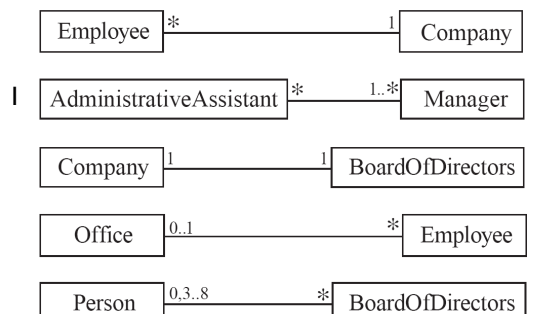 Employee * 1 Company
I AdministrativeAssistant * 1..* Manager
Company 1 1 BoardOfDirectors
Office 0..1 * Employee
Person 0,3..8 * BoardOfDirectors